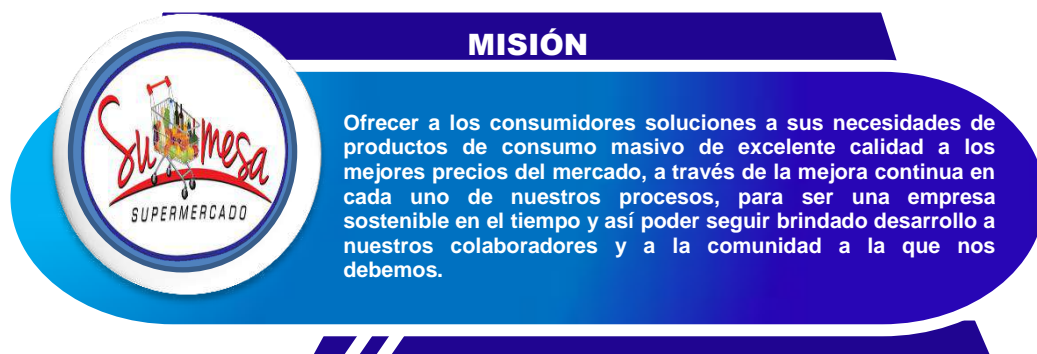 MISIÓN
Su mesa
SUPERMERCADO
Ofrecer a los consumidores soluciones a sus necesidades de
productos de consumo masivo de excelente calidad a los
mejores precios del mercado, a través de la mejora continua en
cada uno de nuestros procesos, para ser una empresa
sostenible en el tiempo y así poder seguir brindado desarrollo a
nuestros colaboradores y a la comunidad a la que nos
debemos.